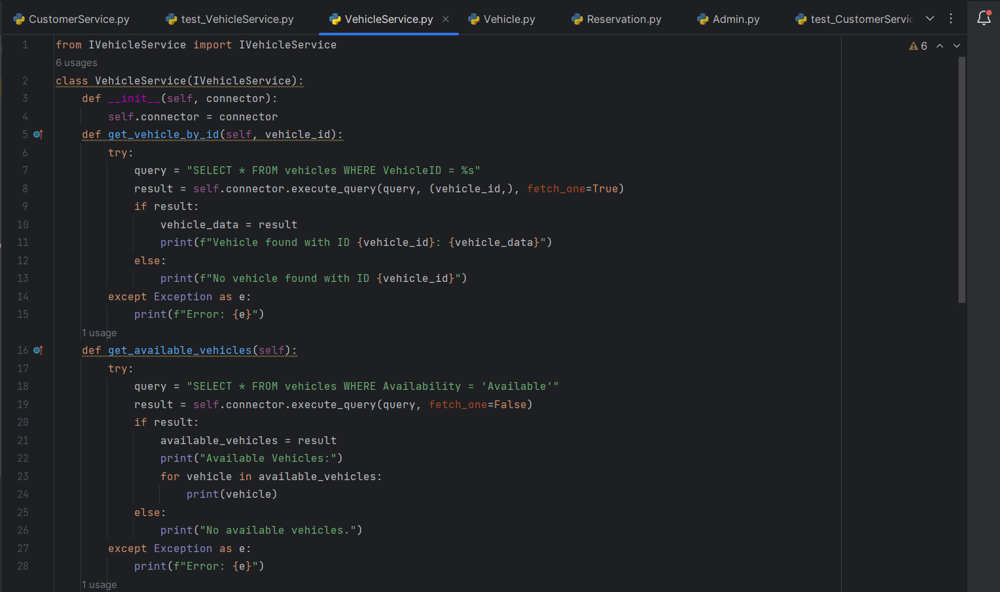 CustomerService.py test_VehicleService.py VehicleService.py Vehicle.py Reservation.py Admin.py test_CustomerServic
6
1 from IVehicleService import IVehicleService
6 usages
2 class VehicleService(IVehicleService):
3     def __init__(self, connector):
4         self.connector = connector
5     def get_vehicle_by_id(self, vehicle_id):
6         try:
7             query = "SELECT * FROM vehicles WHERE VehicleID = %s"
8             result = self.connector.execute_query(query, (vehicle_id,), fetch_one=True)
9             if result:
10                 vehicle_data = result
11                 print(f"Vehicle found with ID {vehicle_id}: {vehicle_data}")
12             else:
13                 print(f"No vehicle found with ID {vehicle_id}")
14         except Exception as e:
15             print(f"Error: {e}")
1 usage
16     def get_available_vehicles(self):
17         try:
18             query = "SELECT * FROM vehicles WHERE Availability = 'Available'"
19             result = self.connector.execute_query(query, fetch_one=False)
20             if result:
21                 available_vehicles = result
22                 print("Available Vehicles:")
23                 for vehicle in available_vehicles:
24                     print(vehicle)
25             else:
26                 print("No available vehicles.")
27         except Exception as e:
28             print(f"Error: {e}")
1 usage